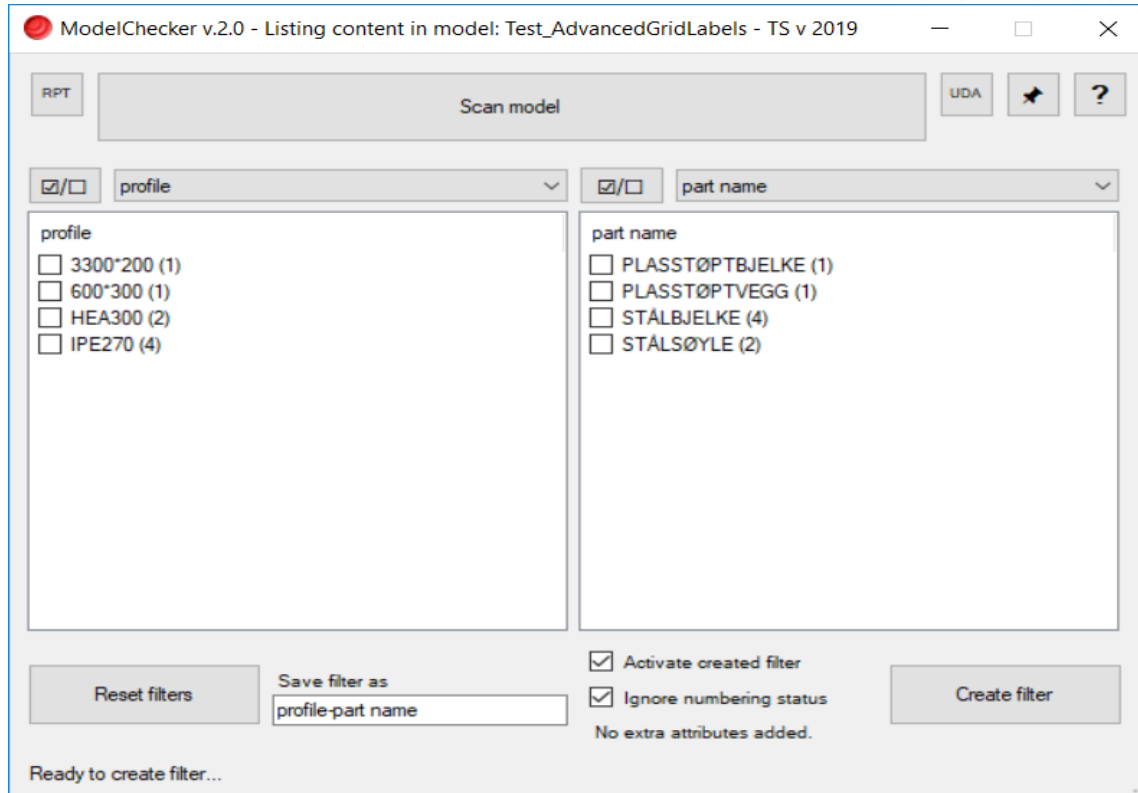 ModelChecker v.2.0 - Listing content in model: Test_AdvancedGridLabels - TS v 2019
RPT
Scan model
UDA
?
☑/☐ profile
☑/☐ part name
profile
3300*200 (1)
600*300 (1)
HEA300 (2)
IPE270 (4)
part name
PLASSTØPTBJELKE (1)
PLASSTØPTVEGG (1)
STÅLBJELKE (4)
STÅLSØYLE (2)
Reset filters
Save filter as
profile-part name
Activate created filter
Ignore numbering status
No extra attributes added.
Create filter
Ready to create filter...